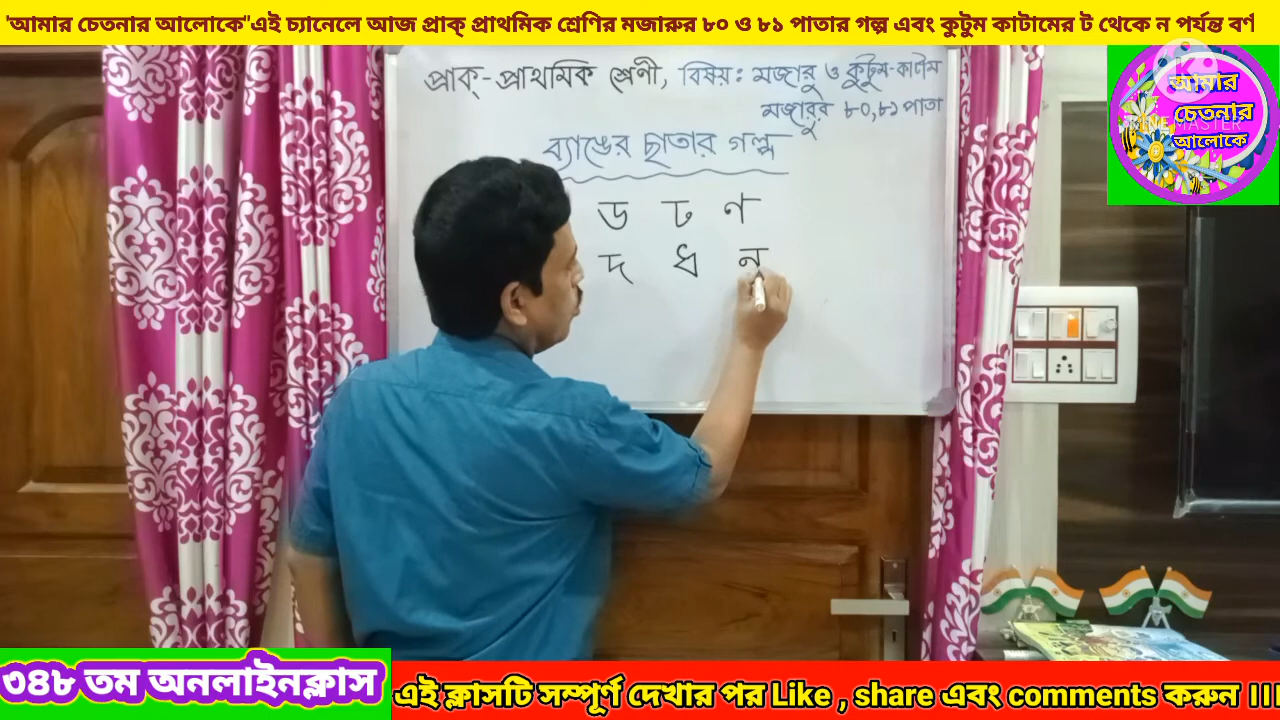 'আমার চেতনার আলোকে"এই চ্যানেলে আজ প্রাক্ প্রাথমিক শ্রেণির মজারুর ৮০ ও ৮১ পাতার গল্প এবং কুটুম কাটামের ট থেকে ন পর্যন্ত বর্ণ
প্রাক্-প্রাথমিক শ্রেণী, বিষয়: মজারু ও কুটুম-কাটাম
মজারুর ৮০,৮১ পাতা
ব্যাঙের ছাতার গল্প
ড ঢ ণ
দ ধ ন
আমার
চেতনার
আলোকে
৩৪৮ তম অনলাইনক্লাস
এই ক্লাসটি সম্পূর্ণ দেখার পর Like , share এবং comments করুন ।।।